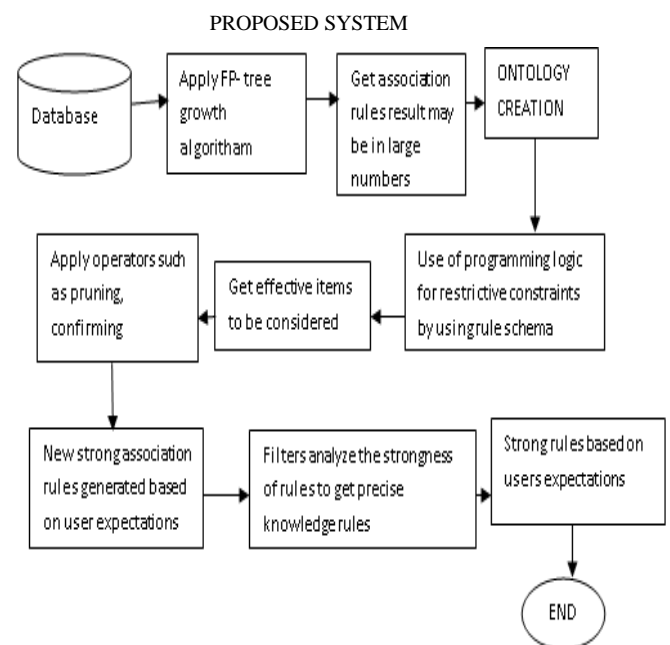 PROPOSED SYSTEM
Database
Apply FP- tree
growth
algoritham
Get association
rules result may
be in large
numbers
ONTOLOGY
CREATION
Use of programming logic
for restrictive constraints
by using rule schema
Get effective items
to be considered
Apply operators such
as pruning,
confirming
New strong association
rules generated based
on user expectations
Filters analyze the strongness
of rules to get precise
knowledge rules
Strong rules based on
users expectations
END